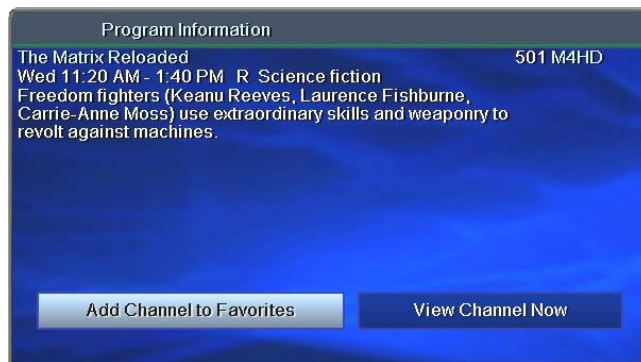 Program Information
The Matrix Reloaded 501 M4HD
Wed 11:20 AM - 1:40 PM R Science fiction
Freedom fighters (Keanu Reeves, Laurence Fishburne,
Carrie-Anne Moss) use extraordinary skills and weaponry to
revolt against machines.
Add Channel to Favorites View Channel Now